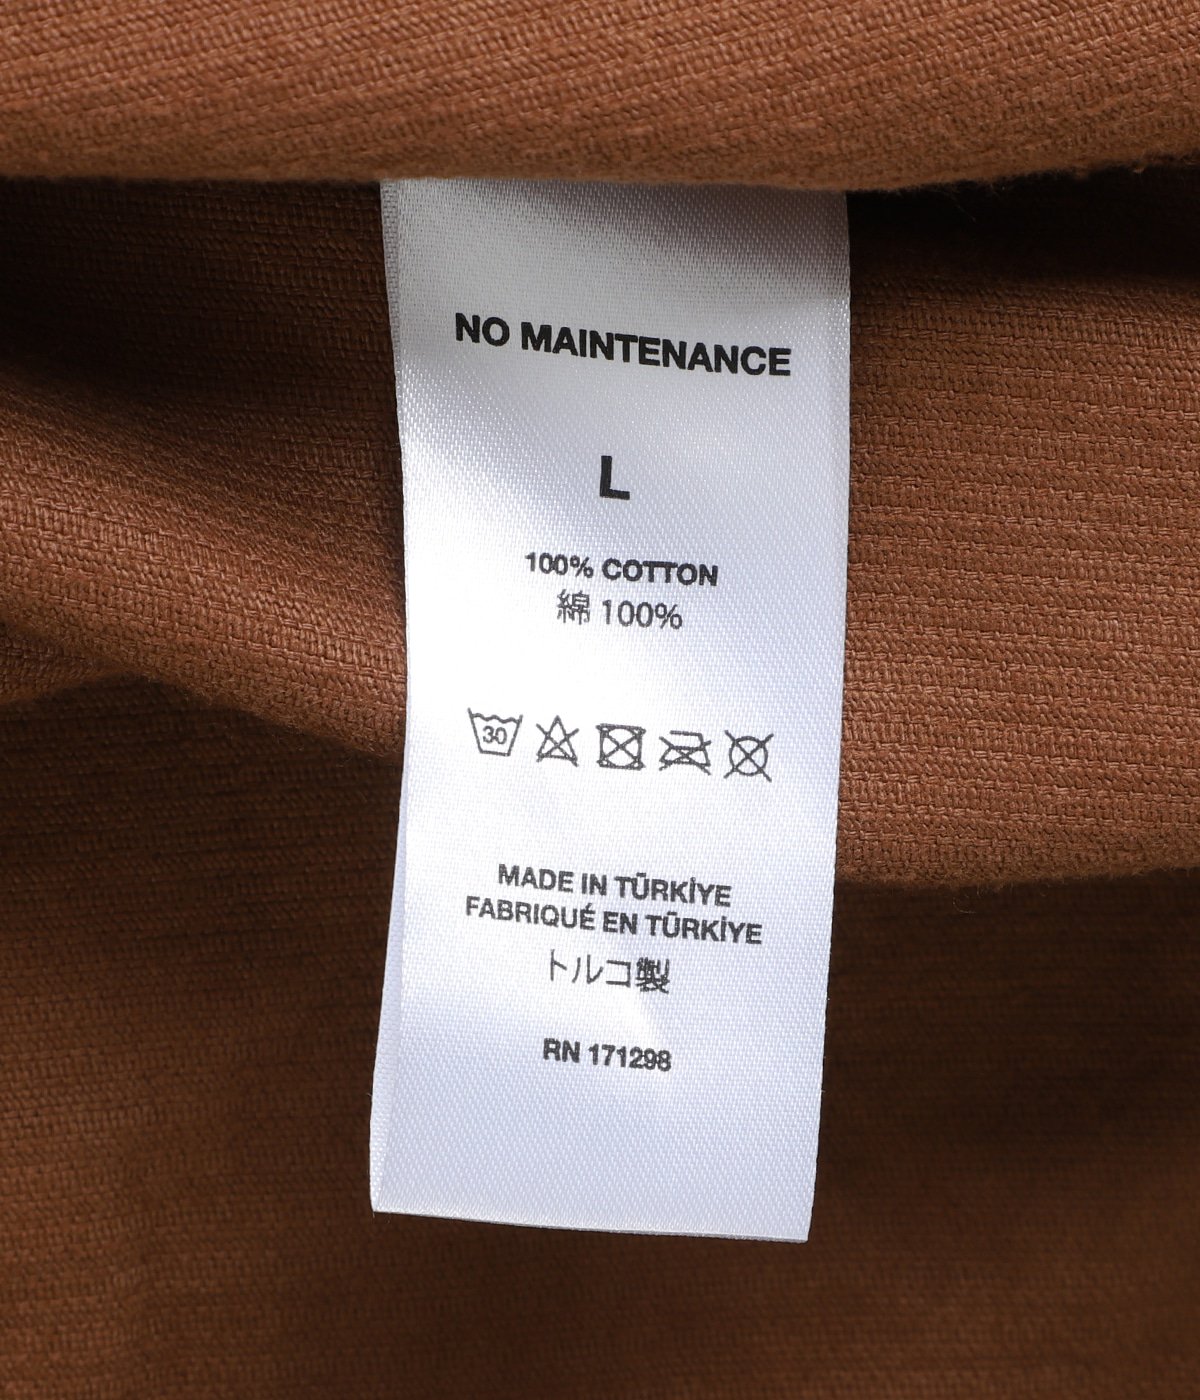 NO MAINTENANCE
L
100% COTTON
綿 100%
30
MADE IN TÜRKİYE
FABRIQUÉ EN TÜRKİYE
トルコ製
RN 171298